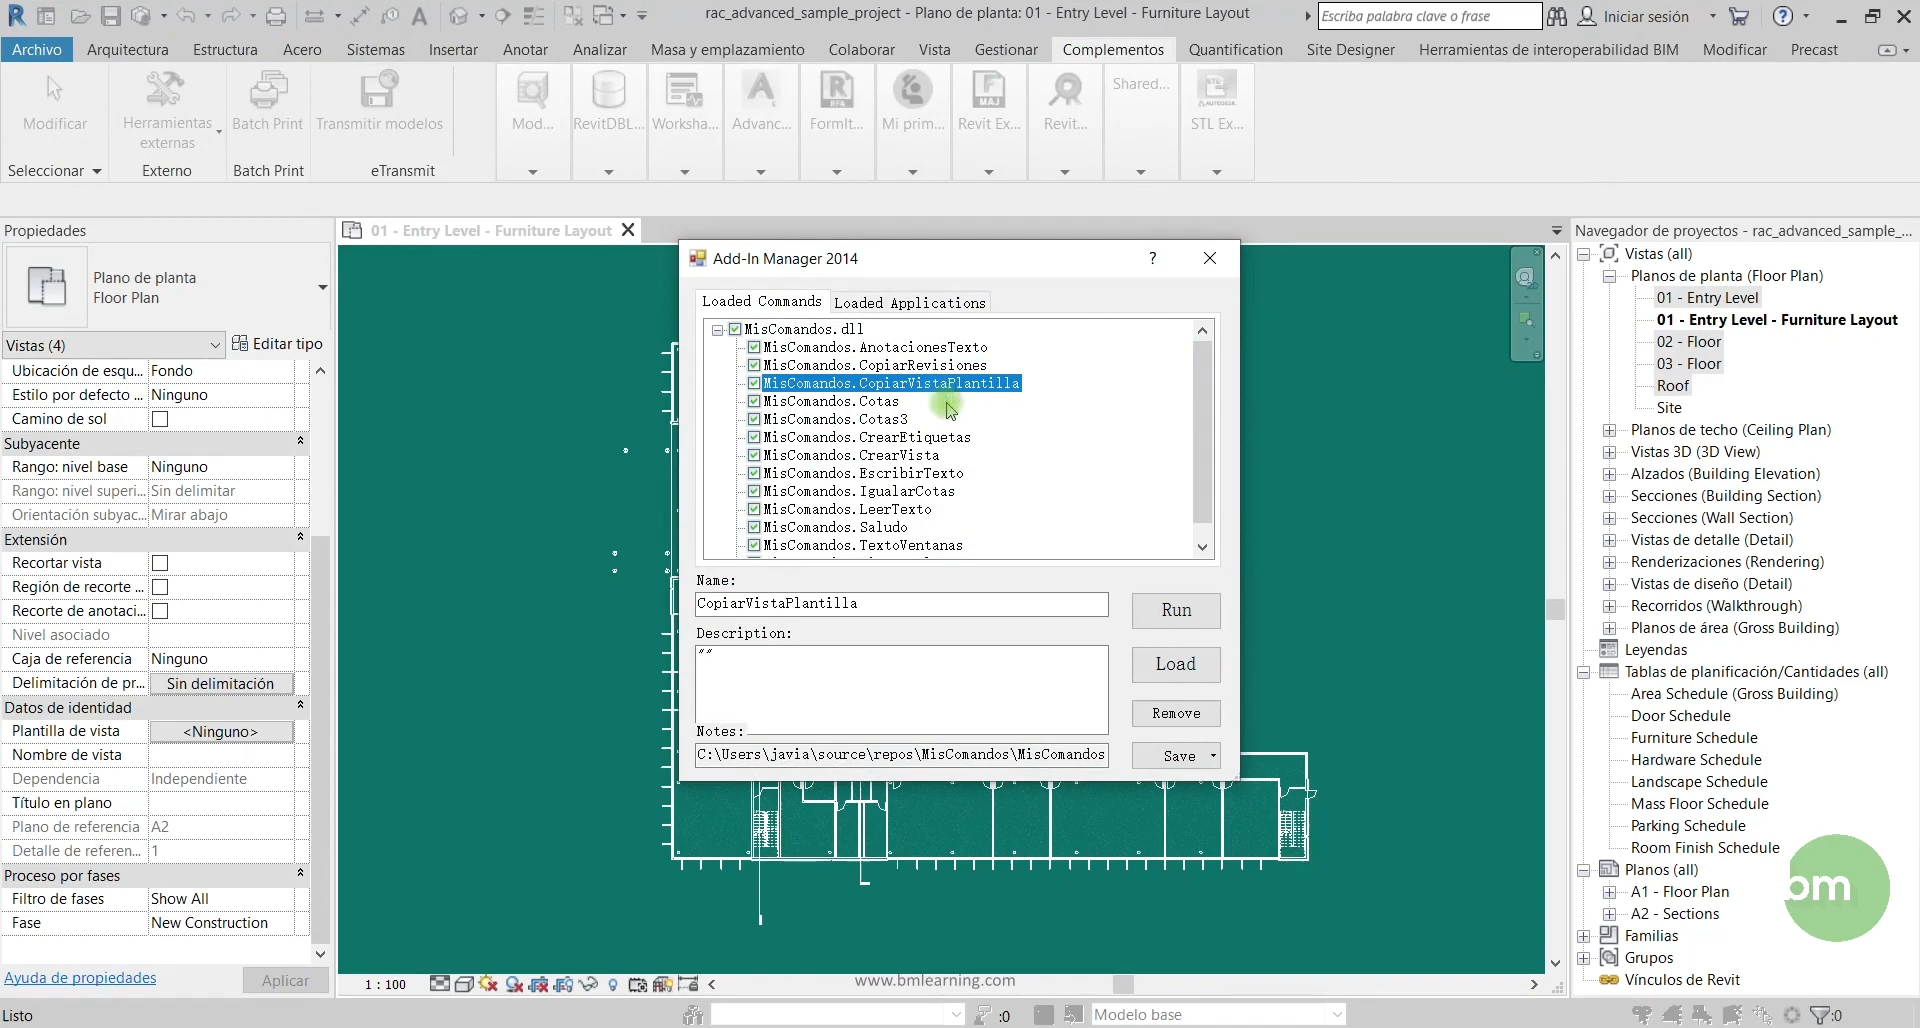 rac_advanced_sample_project - Plano de planta: 01 - Entry Level - Furniture Layout
Escriba palabra clave o frase
Iniciar sesión
Archivo Arquitectura Estructura Acero Sistemas Insertar Anotar Analizar Masa y emplazamiento Colaborar Vista Gestionar Complementos Quantification Site Designer Herramientas de interoperabilidad BIM Modificar Precast
Modificar
Herramientas externas
Batch Print
Transmitir modelos
Mod...
RevitDBL...
Worksha...
Advanc...
FormIt...
Mi prim...
Revit Ex...
Revit...
Shared...
STL Ex...
Seleccionar
Externo
Batch Print
eTransmit
Propiedades
Plano de planta
Floor Plan
Vistas (4)
Editar tipo
Ubicación de esqu... Fondo
Estilo por defecto ... Ninguno
Camino de sol
Subyacente
Rango: nivel base Ninguno
Rango: nivel superi... Sin delimitar
Orientación subyac... Mirar abajo
Extensión
Recortar vista
Región de recorte ...
Recorte de anotaci...
Nivel asociado
Caja de referencia Ninguno
Delimitación de pr... Sin delimitación
Datos de identidad
Plantilla de vista <Ninguno>
Nombre de vista
Dependencia Independiente
Título en plano
Plano de referencia A2
Detalle de referen... 1
Proceso por fases
Filtro de fases Show All
Fase New Construction
Ayuda de propiedades
Aplicar
01 - Entry Level - Furniture Layout
Add-In Manager 2014
?
Loaded Commands
Loaded Applications
MisComandos.dll
MisComandos.AnotacionesTexto
MisComandos.CopiarRevisiones
MisComandos.CopiarVistaPlantilla
MisComandos.Cotas
MisComandos.Cotas3
MisComandos.CrearEtiquetas
MisComandos.CrearVista
MisComandos.EscribirTexto
MisComandos.IgualarCotas
MisComandos.LeerTexto
MisComandos.Saludo
MisComandos.TextoVentanas
Name:
CopiarVistaPlantilla
Run
Description:
""
Load
Remove
Notes:
C:\Users\javia\source\repos\MisComandos\MisComandos
Save
1 : 100
www.bmlearning.com
Navegador de proyectos - rac_advanced_sample_...
Vistas (all)
Planos de planta (Floor Plan)
01 - Entry Level
01 - Entry Level - Furniture Layout
02 - Floor
03 - Floor
Roof
Site
Planos de techo (Ceiling Plan)
Vistas 3D (3D View)
Alzados (Building Elevation)
Secciones (Building Section)
Secciones (Wall Section)
Vistas de detalle (Detail)
Renderizaciones (Rendering)
Vistas de diseño (Detail)
Recorridos (Walkthrough)
Planos de área (Gross Building)
Leyendas
Tablas de planificación/Cantidades (all)
Area Schedule (Gross Building)
Door Schedule
Furniture Schedule
Hardware Schedule
Landscape Schedule
Mass Floor Schedule
Parking Schedule
Room Finish Schedule
Planos (all)
A1 - Floor Plan
A2 - Sections
Familias
Grupos
Vínculos de Revit
bm
Listo
:0
Modelo base
:0